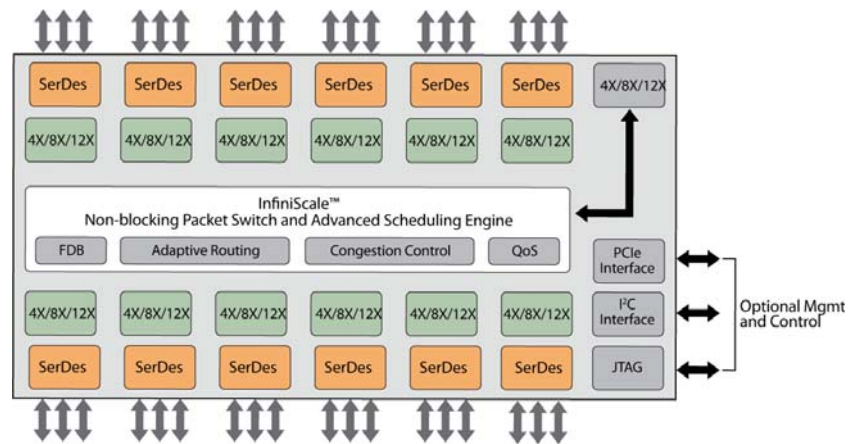 SerDes SerDes SerDes SerDes SerDes SerDes 4X/8X/12X
4X/8X/12X 4X/8X/12X 4X/8X/12X 4X/8X/12X 4X/8X/12X 4X/8X/12X
InfiniScale™
Non-blocking Packet Switch and Advanced Scheduling Engine
FDB Adaptive Routing Congestion Control QoS
PCIe
Interface
4X/8X/12X 4X/8X/12X 4X/8X/12X 4X/8X/12X 4X/8X/12X 4X/8X/12X
I²C
Interface
Optional Mgmt
and Control
SerDes SerDes SerDes SerDes SerDes SerDes JTAG